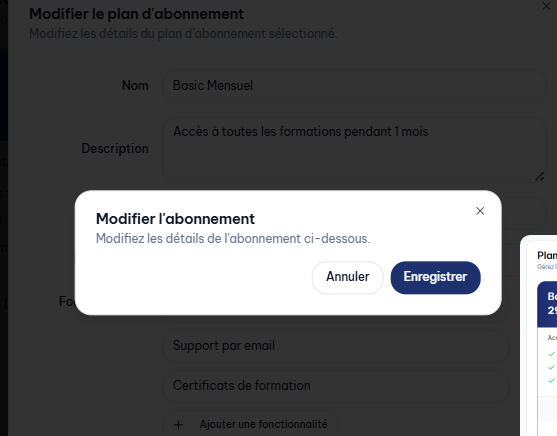 Modifier le plan d'abonnement
Modifiez les détails du plan d'abonnement sélectionné.
Nom
Basic Mensuel
Description
Accès à toutes les formations pendant 1 mois
Modifier l'abonnement
Modifiez les détails de l'abonnement ci-dessous.
Annuler
Enregistrer
Support par email
Certificats de formation
+ Ajouter une fonctionnalité